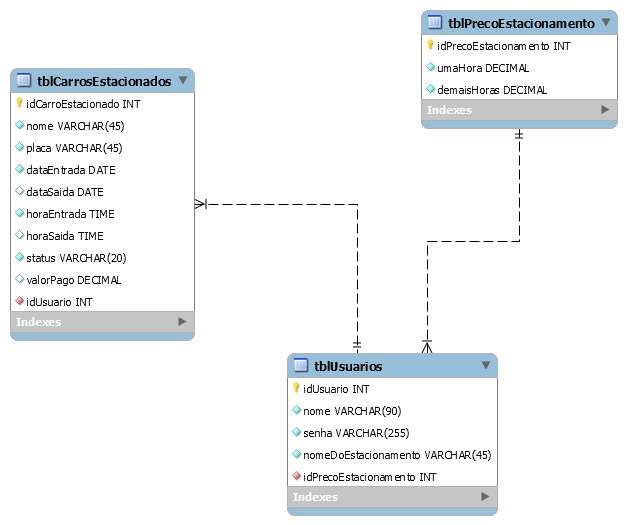 tblPrecoEstacionamento
idPrecoEstacionamento INT
umaHora DECIMAL
demaisHoras DECIMAL
Indexes
tblCarrosEstacionados
idCarroEstacionado INT
nome VARCHAR(45)
placa VARCHAR(45)
dataEntrada DATE
dataSaida DATE
horaEntrada TIME
horaSaida TIME
status VARCHAR(20)
valorPago DECIMAL
idUsuario INT
Indexes
tblUsuarios
idUsuario INT
nome VARCHAR(90)
senha VARCHAR(255)
nomeDoEstacionamento VARCHAR(45)
idPrecoEstacionamento INT
Indexes